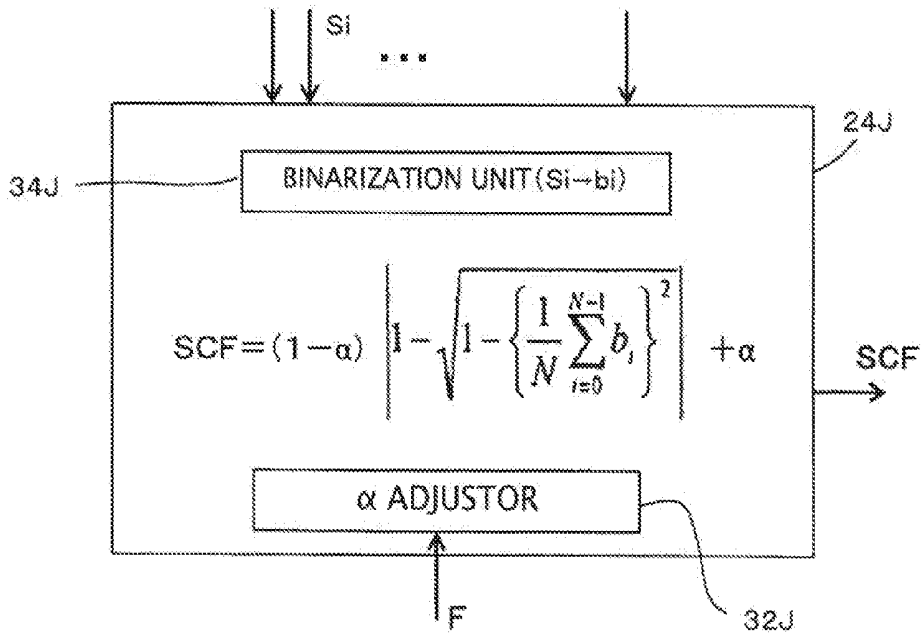 Si
...
24J
34J
BINARIZATION UNIT(Si→bi)
SCF=(1-α) |1-√(1-{1/N ∑_{i=0}^{N-1} b_i}^2)| +α
SCF
α ADJUSTOR
F
32J